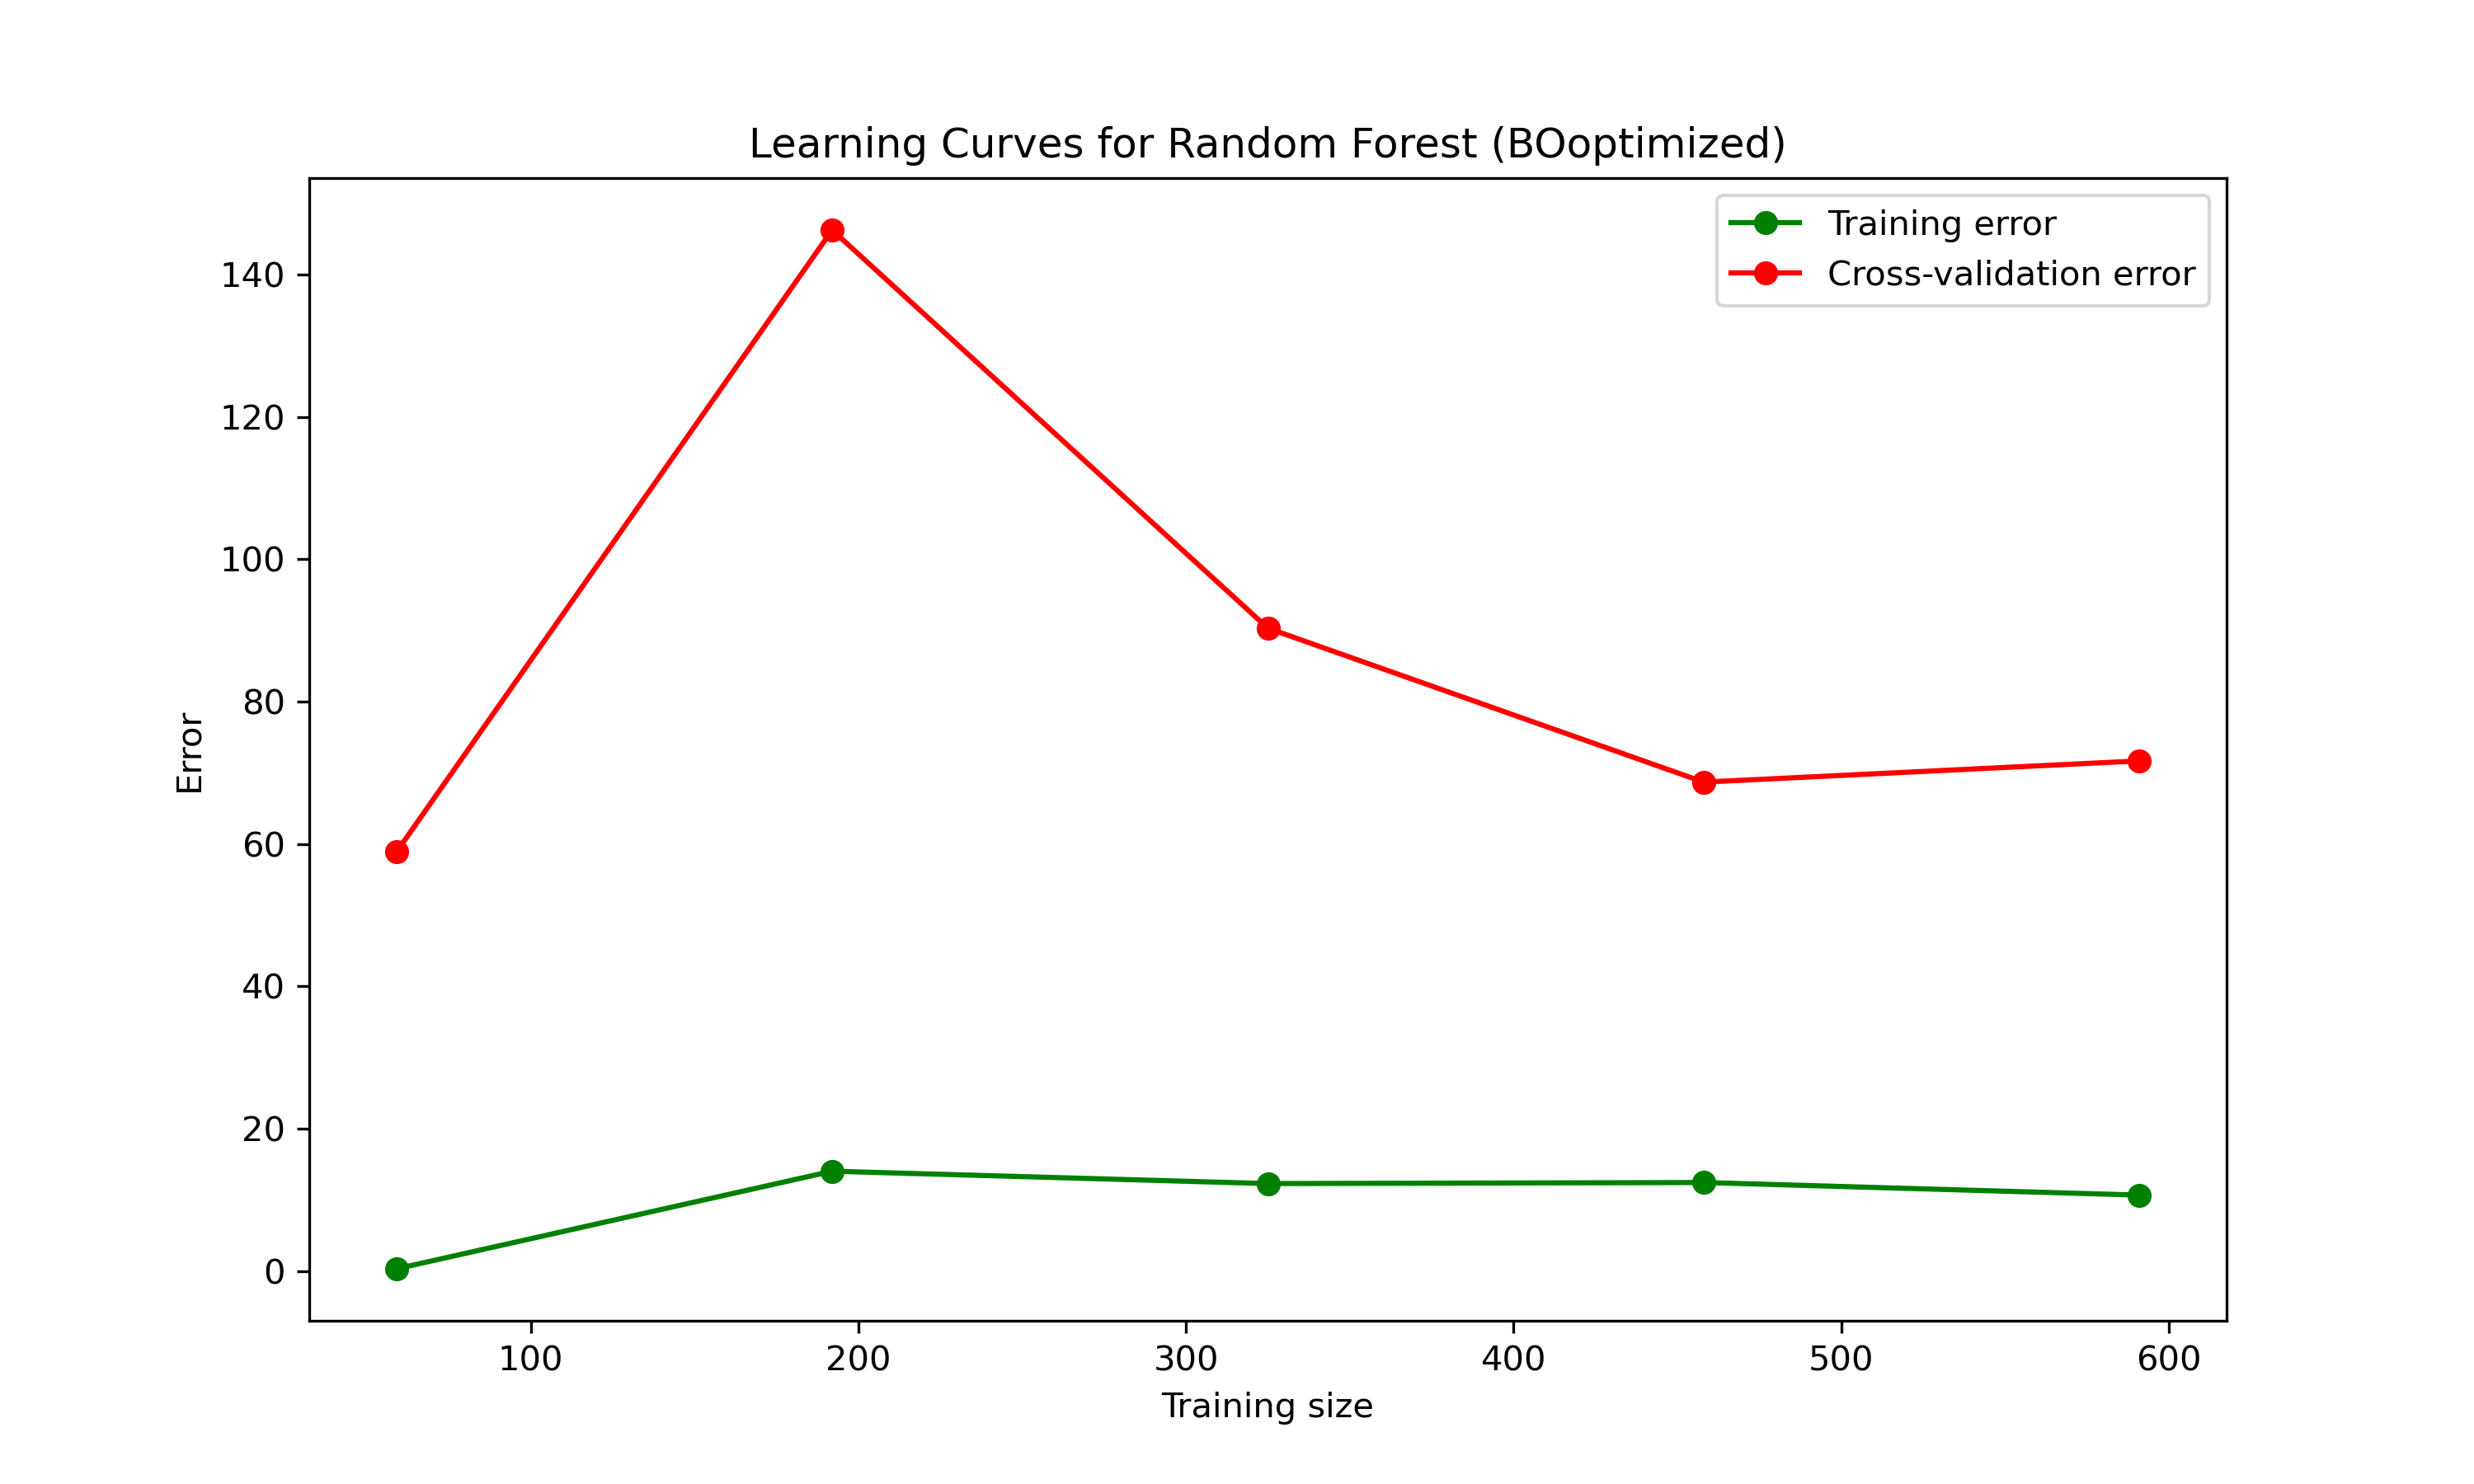 Learning Curves for Random Forest (BOoptimized)
Training error
Cross-validation error
140
120
100
80
60
40
20
0
Error
100 200 300 400 500 600
Training size